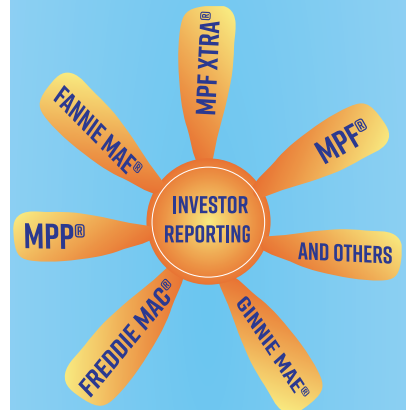 MPF XTRA®
FANNIE MAE®
MPF®
INVESTOR
REPORTING
MPP®
AND OTHERS
FREDDIE MAC®
GINNIE MAE®